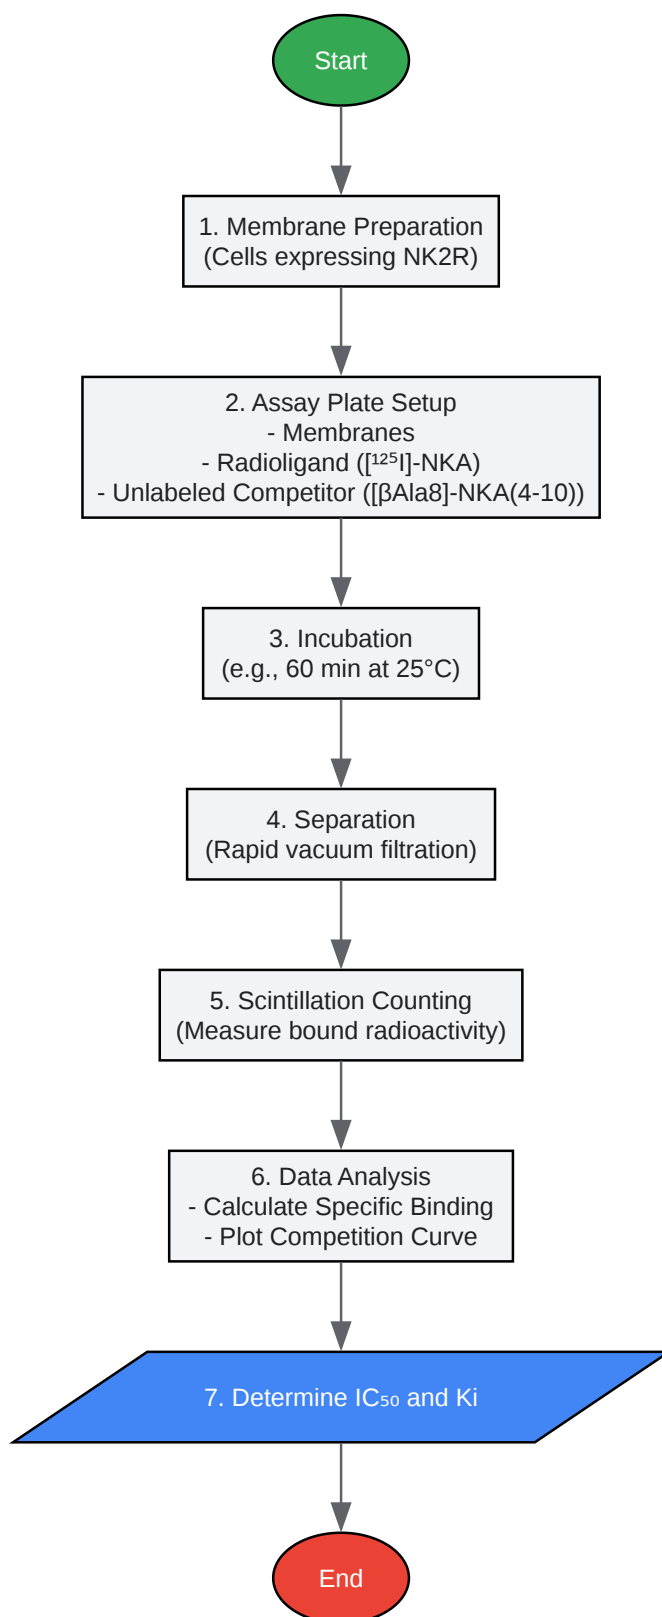 Start
1. Membrane Preparation
(Cells expressing NK2R)
2. Assay Plate Setup
- Membranes
- Radioligand ([¹²⁵I]-NKA)
- Unlabeled Competitor ([βAla8]-NKA(4-10))
3. Incubation
(e.g., 60 min at 25°C)
4. Separation
(Rapid vacuum filtration)
5. Scintillation Counting
(Measure bound radioactivity)
6. Data Analysis
- Calculate Specific Binding
- Plot Competition Curve
7. Determine IC₅₀ and Ki
End